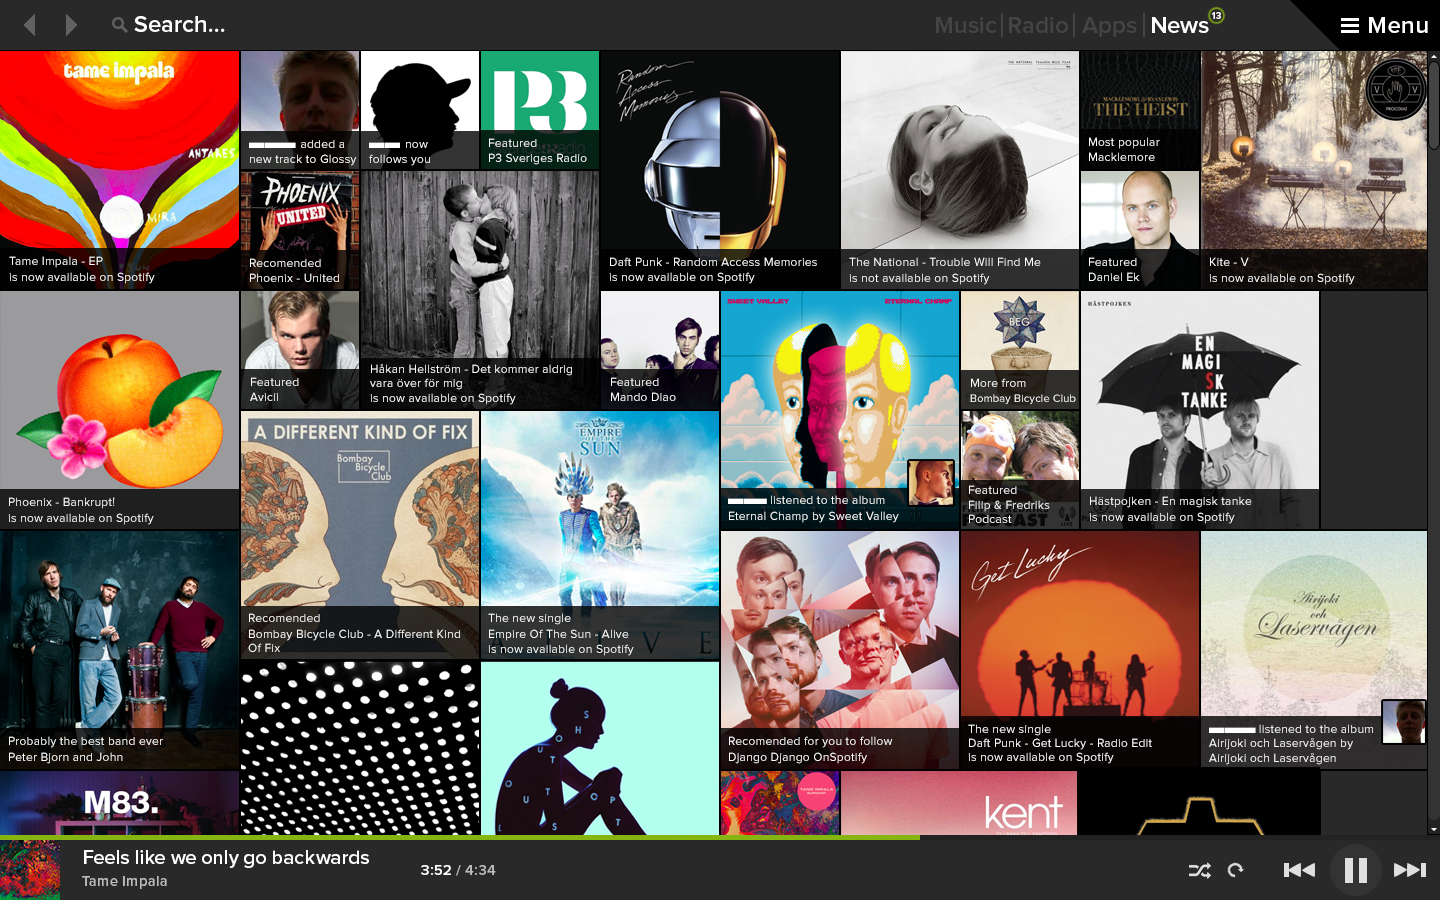 Search...
Music
Radio
Apps
News
13
Menu
tame impala
ANTARES
MIRA
Tame Impala - EP
is now available on Spotify
added a
new track to Glossy
now
follows you
P3
Featured
P3 Sveriges Radio
Random
Access
Memories
Daft Punk - Random Access Memories
is now available on Spotify
The National - Trouble Will Find Me
is not available on Spotify
MACKLEMORE & RYAN LEWIS
THE HEIST
Most popular
Macklemore
V V
Kite - V
is now available on Spotify
PHOENIX
UNITED
Recomended
Phoenix - United
Featured
Daniel Ek
Håkan Hellström - Det kommer aldrig
vara över för mig
is now available on Spotify
Phoenix - Bankrupt!
is now available on Spotify
Featured
Avicii
Featured
Mando Diao
SWEET VALLEY
ETERNAL CHAMP
listened to the album
Eternal Champ by Sweet Valley
BEG
More from
Bombay Bicycle Club
HÄSTPOJKEN
EN
MAGI
SK
TANKE
Hästpojken - En magisk tanke
is now available on Spotify
Featured
Filip & Fredriks
Podcast
A DIFFERENT KIND OF FIX
Bombay
Bicycle
Club
Recomended
Bombay Bicycle Club - A Different Kind
Of Fix
EMPIRE
OF THE
SUN
The new single
Empire Of The Sun - Alive
is now available on Spotify
Probably the best band ever
Peter Bjorn and John
Recomended for you to follow
Django Django OnSpotify
Get Lucky
The new single
Daft Punk - Get Lucky - Radio Edit
is now available on Spotify
Airijoki
och
Laservågen
listened to the album
Airijoki och Laservågen by
Airijoki och Laservågen
M83.
SHOUT OUT LOUDS OPT
TAME IMPALA
kent
Feels like we only go backwards
Tame Impala
3:52 / 4:34